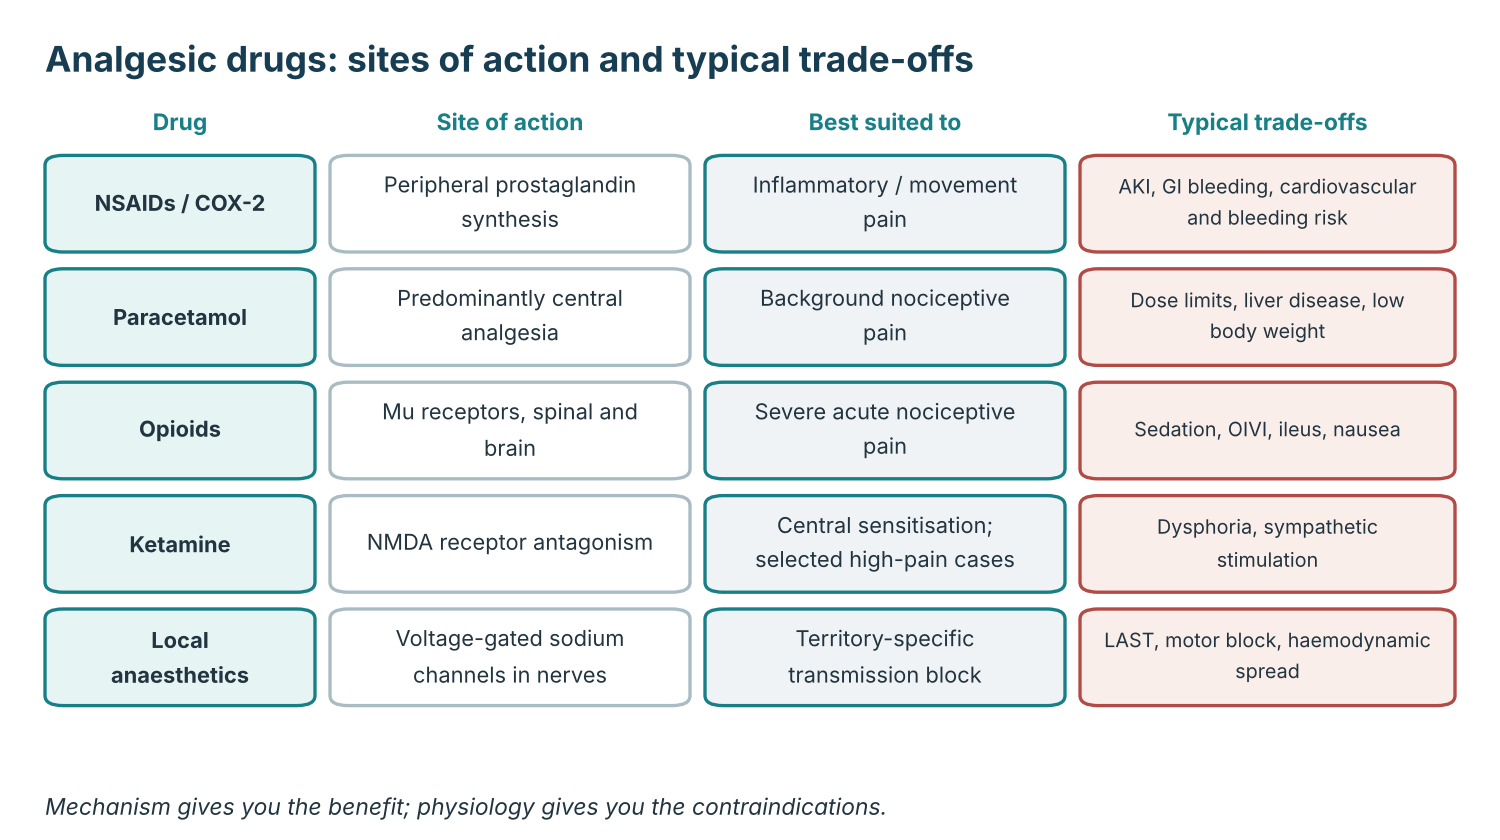 Analgesic drugs: sites of action and typical trade-offs
Drug
Site of action
Best suited to
Typical trade-offs
NSAIDs / COX-2
Peripheral prostaglandin
synthesis
Inflammatory / movement
pain
AKI, GI bleeding, cardiovascular
and bleeding risk
Paracetamol
Predominantly central
analgesia
Background nociceptive
pain
Dose limits, liver disease, low
body weight
Opioids
Mu receptors, spinal and
brain
Severe acute nociceptive
pain
Sedation, OIVI, ileus, nausea
Ketamine
NMDA receptor antagonism
Central sensitisation;
selected high-pain cases
Dysphoria, sympathetic
stimulation
Local
anaesthetics
Voltage-gated sodium
channels in nerves
Territory-specific
transmission block
LAST, motor block, haemodynamic
spread
Mechanism gives you the benefit; physiology gives you the contraindications.